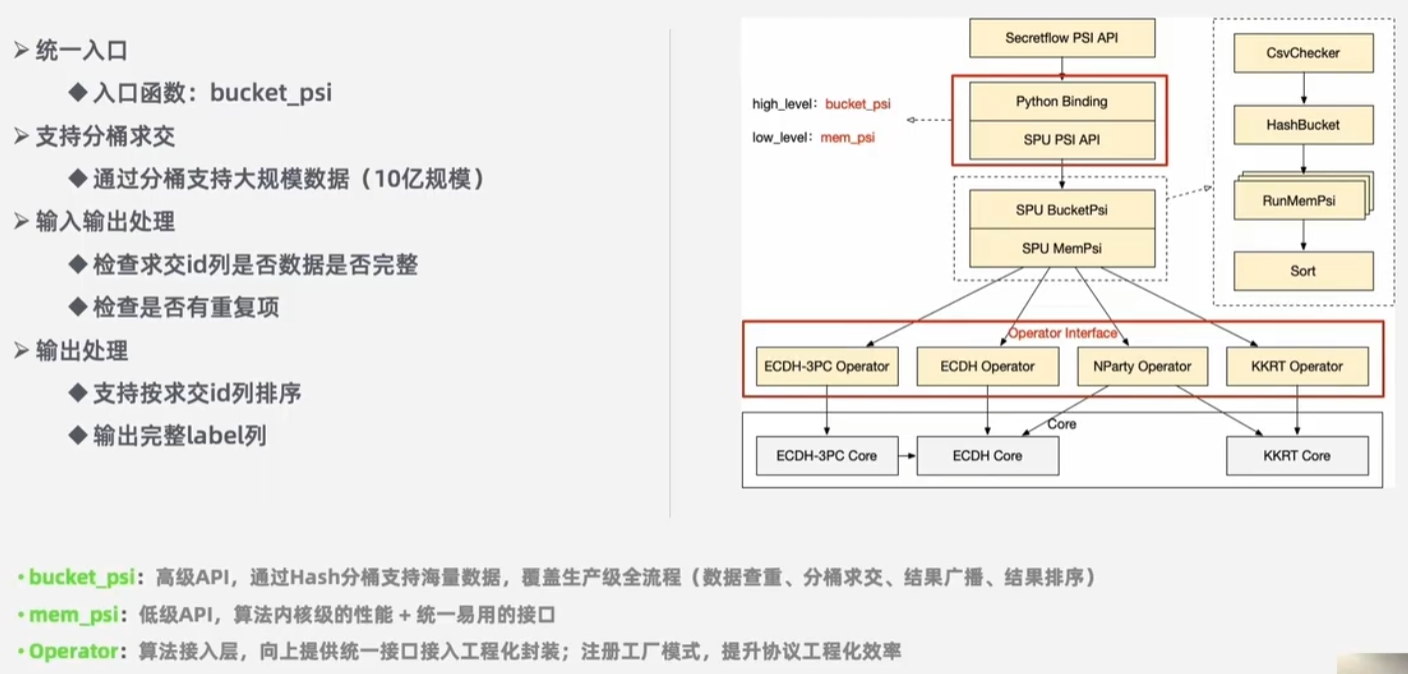 ➢ 统一入口
◆ 入口函数：bucket_psi
➢ 支持分桶求交
◆ 通过分桶支持大规模数据（10亿规模）
➢ 输入输出处理
◆ 检查求交id列是否数据是否完整
◆ 检查是否有重复项
➢ 输出处理
◆ 支持按求交id列排序
◆ 输出完整label列
Secretflow PSI API
high_level：bucket_psi
low_level：mem_psi
Python Binding
SPU PSI API
SPU BucketPsi
SPU MemPsi
CsvChecker
HashBucket
RunMemPsi
Sort
Operator Interface
ECDH-3PC Operator
ECDH Operator
NParty Operator
KKRT Operator
Core
ECDH-3PC Core
ECDH Core
KKRT Core
• bucket_psi：高级API，通过Hash分桶支持海量数据，覆盖生产级全流程（数据查重、分桶求交、结果广播、结果排序）
• mem_psi：低级API，算法内核级的性能 + 统一易用的接口
• Operator：算法接入层，向上提供统一接口接入工程化封装；注册工厂模式，提升协议工程化效率